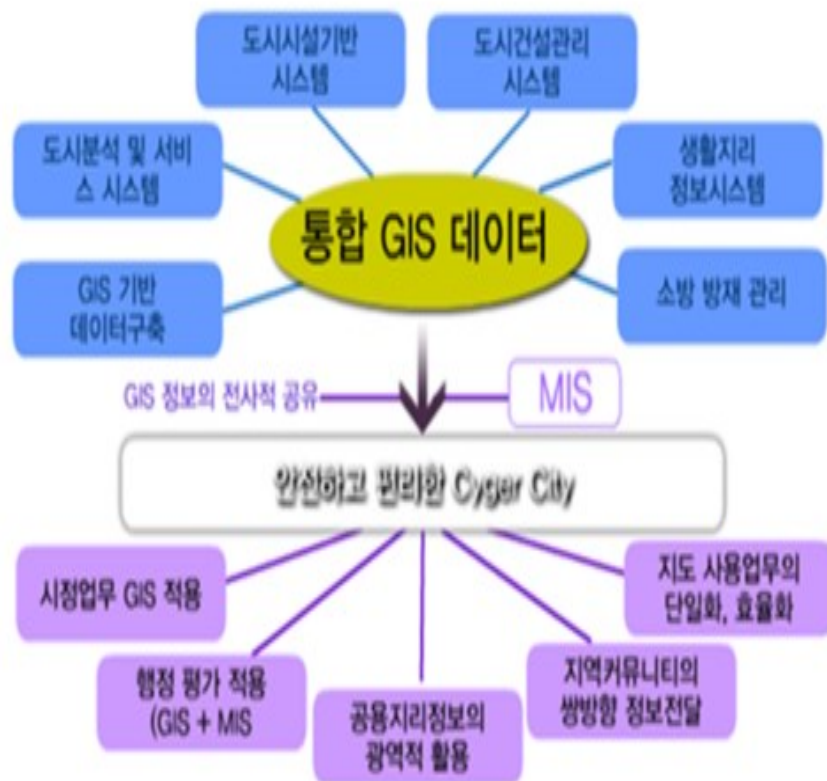 도시시설기반
시스템
도시건설관리
시스템
도시분석 및 서비
스 시스템
생활지리
정보시스템
통합 GIS 데이터
GIS 기반
데이터구축
소방 방재 관리
GIS 정보의 전사적 공유
MIS
안전하고 편리한 Cyger City
시정업무 GIS 적용
지도 사용업무의
단일화, 효율화
행정 평가 적용
(GIS + MIS
지역커뮤니티의
쌍방향 정보전달
공용지리정보의
광역적 활용